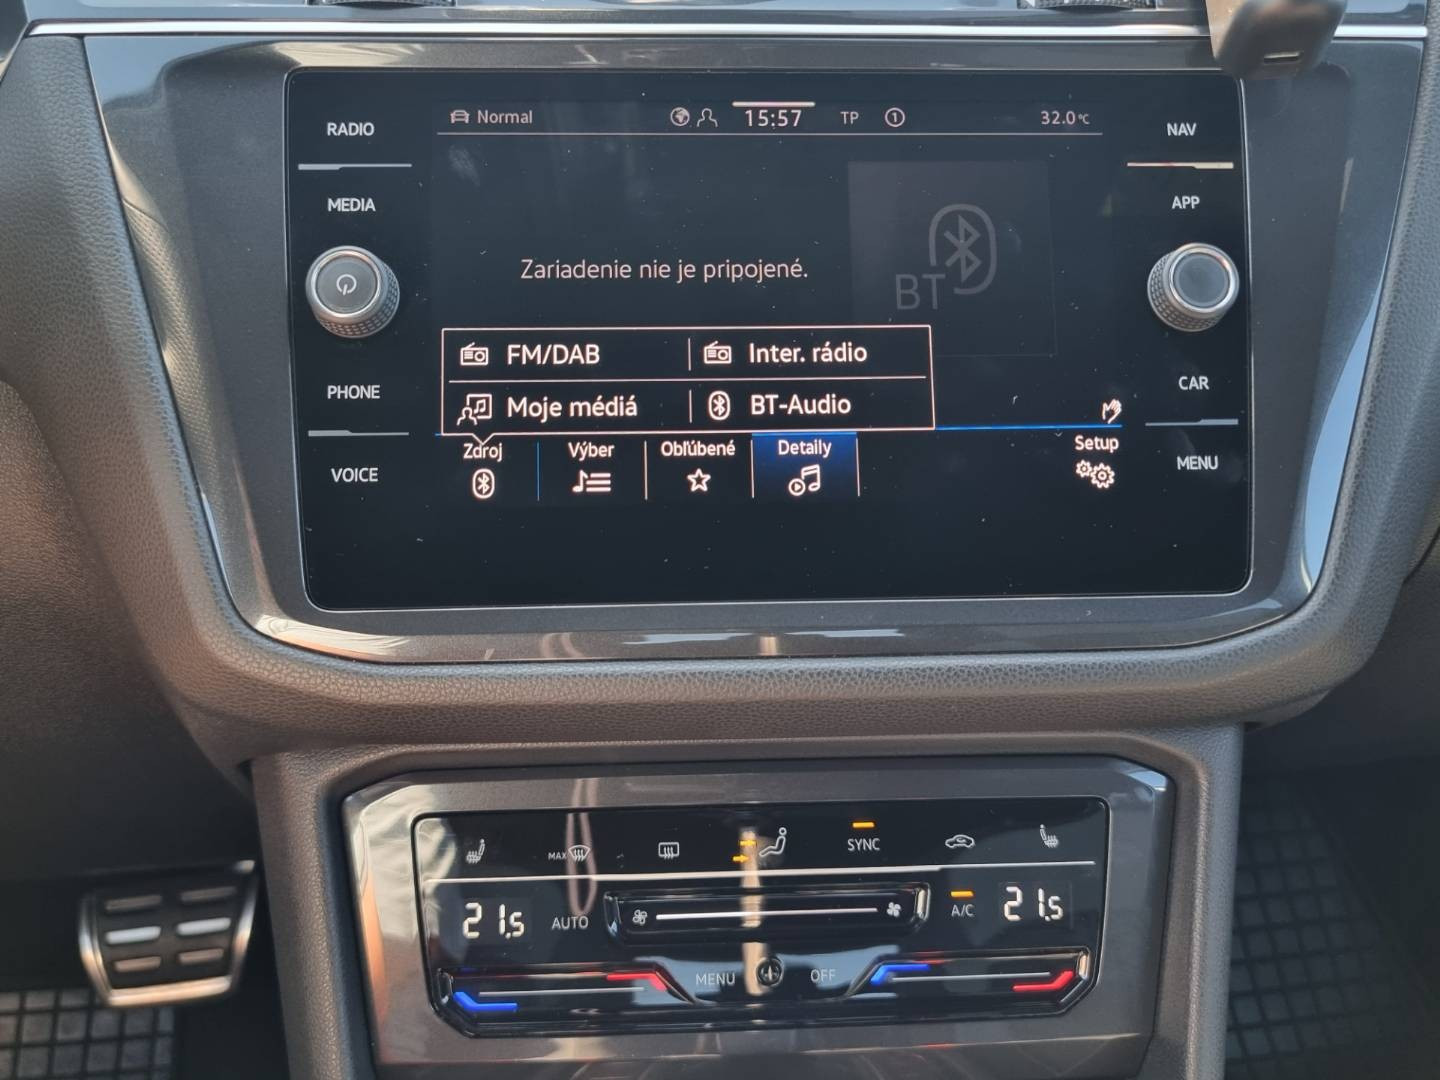 RADIO
Normal
15:57
TP
1
32.0°C
NAV
MEDIA
APP
Zariadenie nie je pripojené.
BT
FM/DAB
Inter. rádio
PHONE
CAR
Moje médiá
BT-Audio
Zdroj
Výber
Obľúbené
Detaily
Setup
VOICE
MENU
MAX
SYNC
21.5
AUTO
A/C
21.5
MENU
OFF